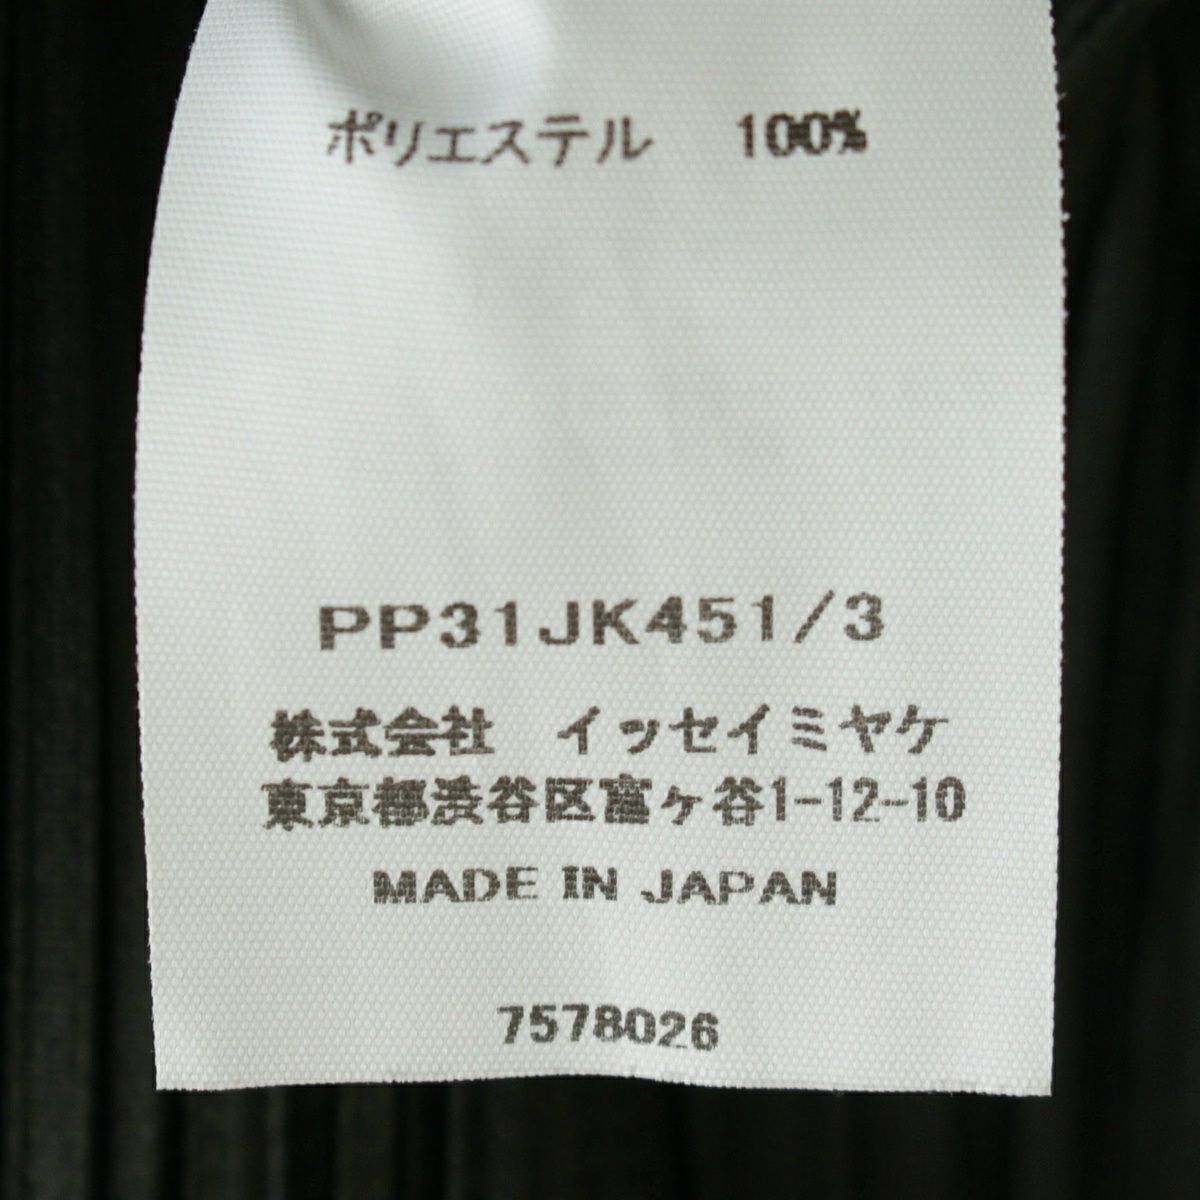 ポリエステル 100%
PP31JK451/3
株式会社 イッセイミヤケ
東京都渋谷区富ヶ谷1-12-10
MADE IN JAPAN
7578026